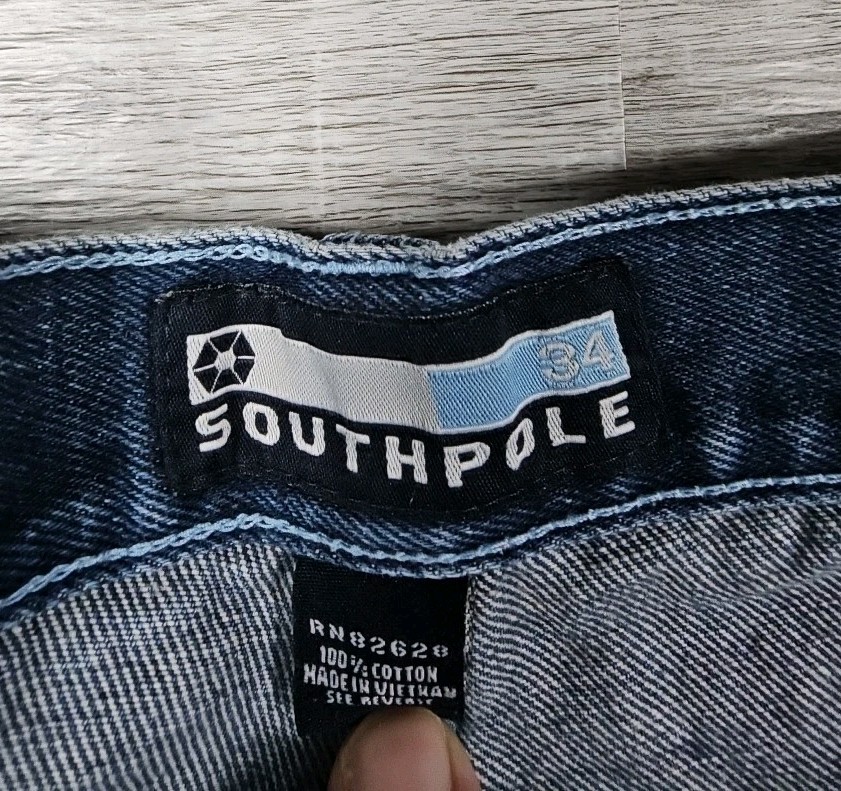 34
SOUTHPOLE
RN82628
100% COTTON
MADE IN VIETNAM
SEE REVERSE